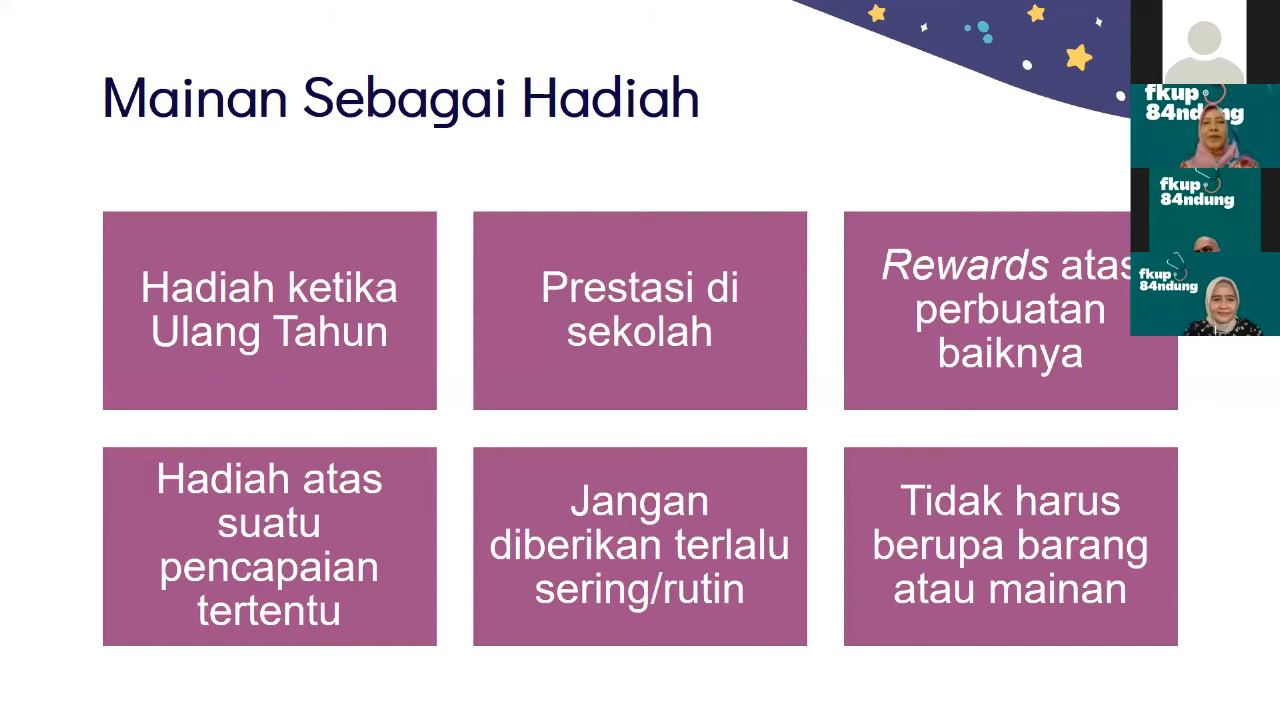 Mainan Sebagai Hadiah
fkup
84ndung
fkup
84ndung
fkup
84ndung
Hadiah ketika
Ulang Tahun
Prestasi di
sekolah
Rewards atas
perbuatan
baiknya
Hadiah atas
suatu
pencapaian
tertentu
Jangan
diberikan terlalu
sering/rutin
Tidak harus
berupa barang
atau mainan